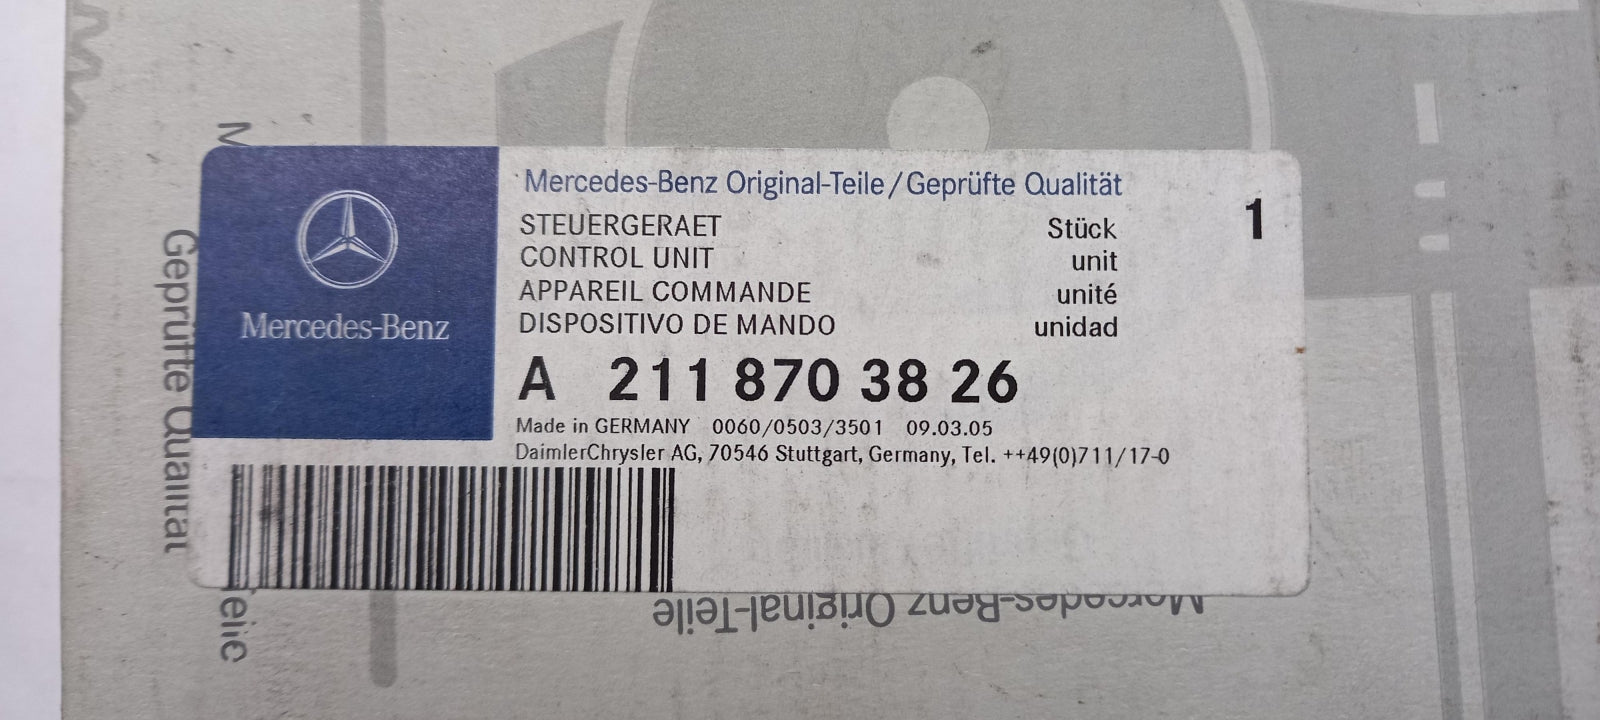 Mercedes-Benz
Mercedes-Benz Original-Teile/Geprüfte Qualität
STEUERGERAET Stück 1
CONTROL UNIT unit
APPAREIL COMMANDE unité
DISPOSITIVO DE MANDO unidad
A 211 870 38 26
Made in GERMANY 0060/0503/3501 09.03.05
DaimlerChrysler AG, 70546 Stuttgart, Germany, Tel. ++49(0)711/17-0
Geprüfte Qualität
Mercedes-Benz Original-Teile